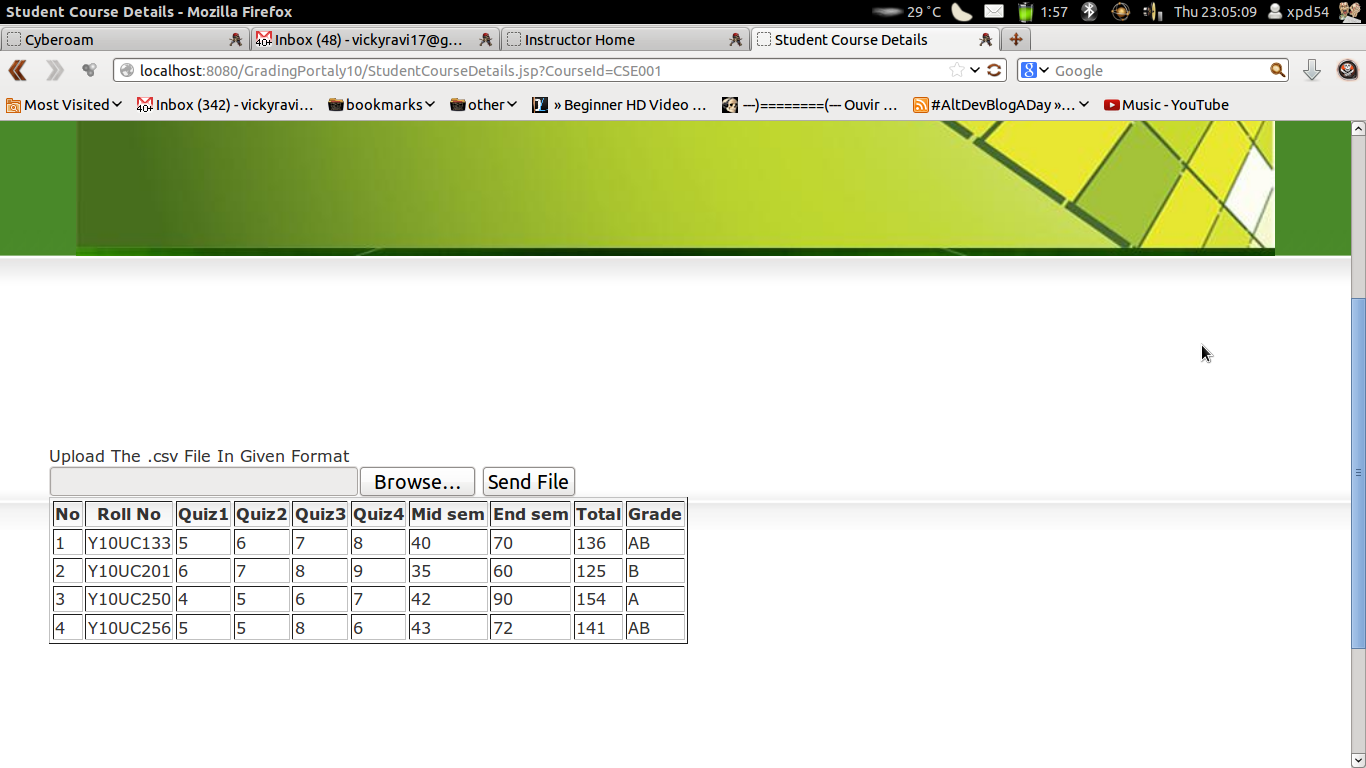 Student Course Details - Mozilla Firefox 29 °C 1:57 Thu 23:05:09 xpd54
Cyberoam Inbox (48) - vickyravi17@g... Instructor Home Student Course Details
localhost:8080/GradingPortaly10/StudentCourseDetails.jsp?CourseId=CSE001 Google
Most Visited Inbox (342) - vickyravi... bookmarks other » Beginner HD Video ... ---)========(--- Ouvir ... #AltDevBlogADay »... Music - YouTube
Upload The .csv File In Given Format
Browse... Send File
No Roll No Quiz1 Quiz2 Quiz3 Quiz4 Mid sem End sem Total Grade
1 Y10UC133 5 6 7 8 40 70 136 AB
2 Y10UC201 6 7 8 9 35 60 125 B
3 Y10UC250 4 5 6 7 42 90 154 A
4 Y10UC256 5 5 8 6 43 72 141 AB